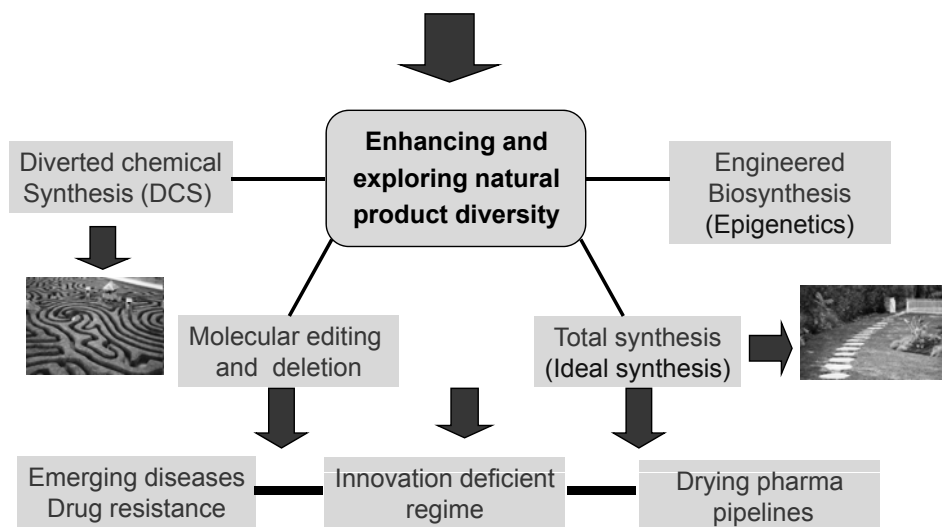 Enhancing and
exploring natural
product diversity
Diverted chemical
Synthesis (DCS)
Engineered
Biosynthesis
(Epigenetics)
Molecular editing
and deletion
Total synthesis
(Ideal synthesis)
Emerging diseases
Drug resistance
Innovation deficient
regime
Drying pharma
pipelines